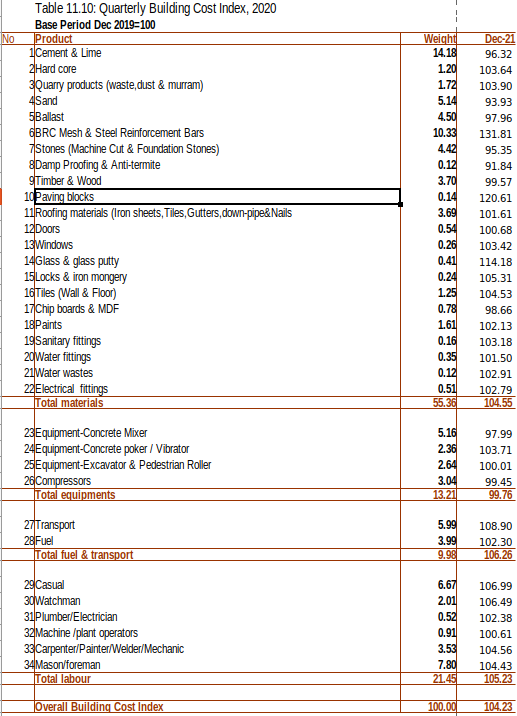 Table 11.10: Quarterly Building Cost Index, 2020
Base Period Dec 2019=100
No Product Weight Dec-21
1 Cement & Lime 14.18 96.32
2 Hard core 1.20 103.64
3 Quarry products (waste,dust & murram) 1.72 103.90
4 Sand 5.14 93.93
5 Ballast 4.50 97.96
6 BRC Mesh & Steel Reinforcement Bars 10.33 131.81
7 Stones (Machine Cut & Foundation Stones) 4.42 95.35
8 Damp Proofing & Anti-termite 0.12 91.84
9 Timber & Wood 3.70 99.57
10 Paving blocks 0.14 120.61
11 Roofing materials (Iron sheets,Tiles,Gutters,down-pipe&Nails 3.69 101.61
12 Doors 0.54 100.68
13 Windows 0.26 103.42
14 Glass & glass putty 0.41 114.18
15 Locks & iron mongery 0.24 105.31
16 Tiles (Wall & Floor) 1.25 104.53
17 Chip boards & MDF 0.78 98.66
18 Paints 1.61 102.13
19 Sanitary fittings 0.16 103.18
20 Water fittings 0.35 101.50
21 Water wastes 0.12 102.91
22 Electrical fittings 0.51 102.79
Total materials 55.36 104.55
23 Equipment-Concrete Mixer 5.16 97.99
24 Equipment-Concrete poker / Vibrator 2.36 103.71
25 Equipment-Excavator & Pedestrian Roller 2.64 100.01
26 Compressors 3.04 99.45
Total equipments 13.21 99.76
27 Transport 5.99 108.90
28 Fuel 3.99 102.30
Total fuel & transport 9.98 106.26
29 Casual 6.67 106.99
30 Watchman 2.01 106.49
31 Plumber/Electrician 0.52 102.38
32 Machine /plant operators 0.91 100.61
33 Carpenter/Painter/Welder/Mechanic 3.53 104.56
34 Mason/foreman 7.80 104.43
Total labour 21.45 105.23
Overall Building Cost Index 100.00 104.23